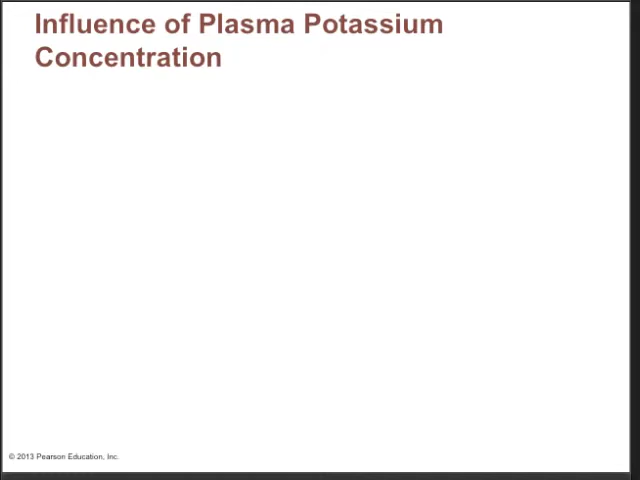 Influence of Plasma Potassium
Concentration
© 2013 Pearson Education, Inc.